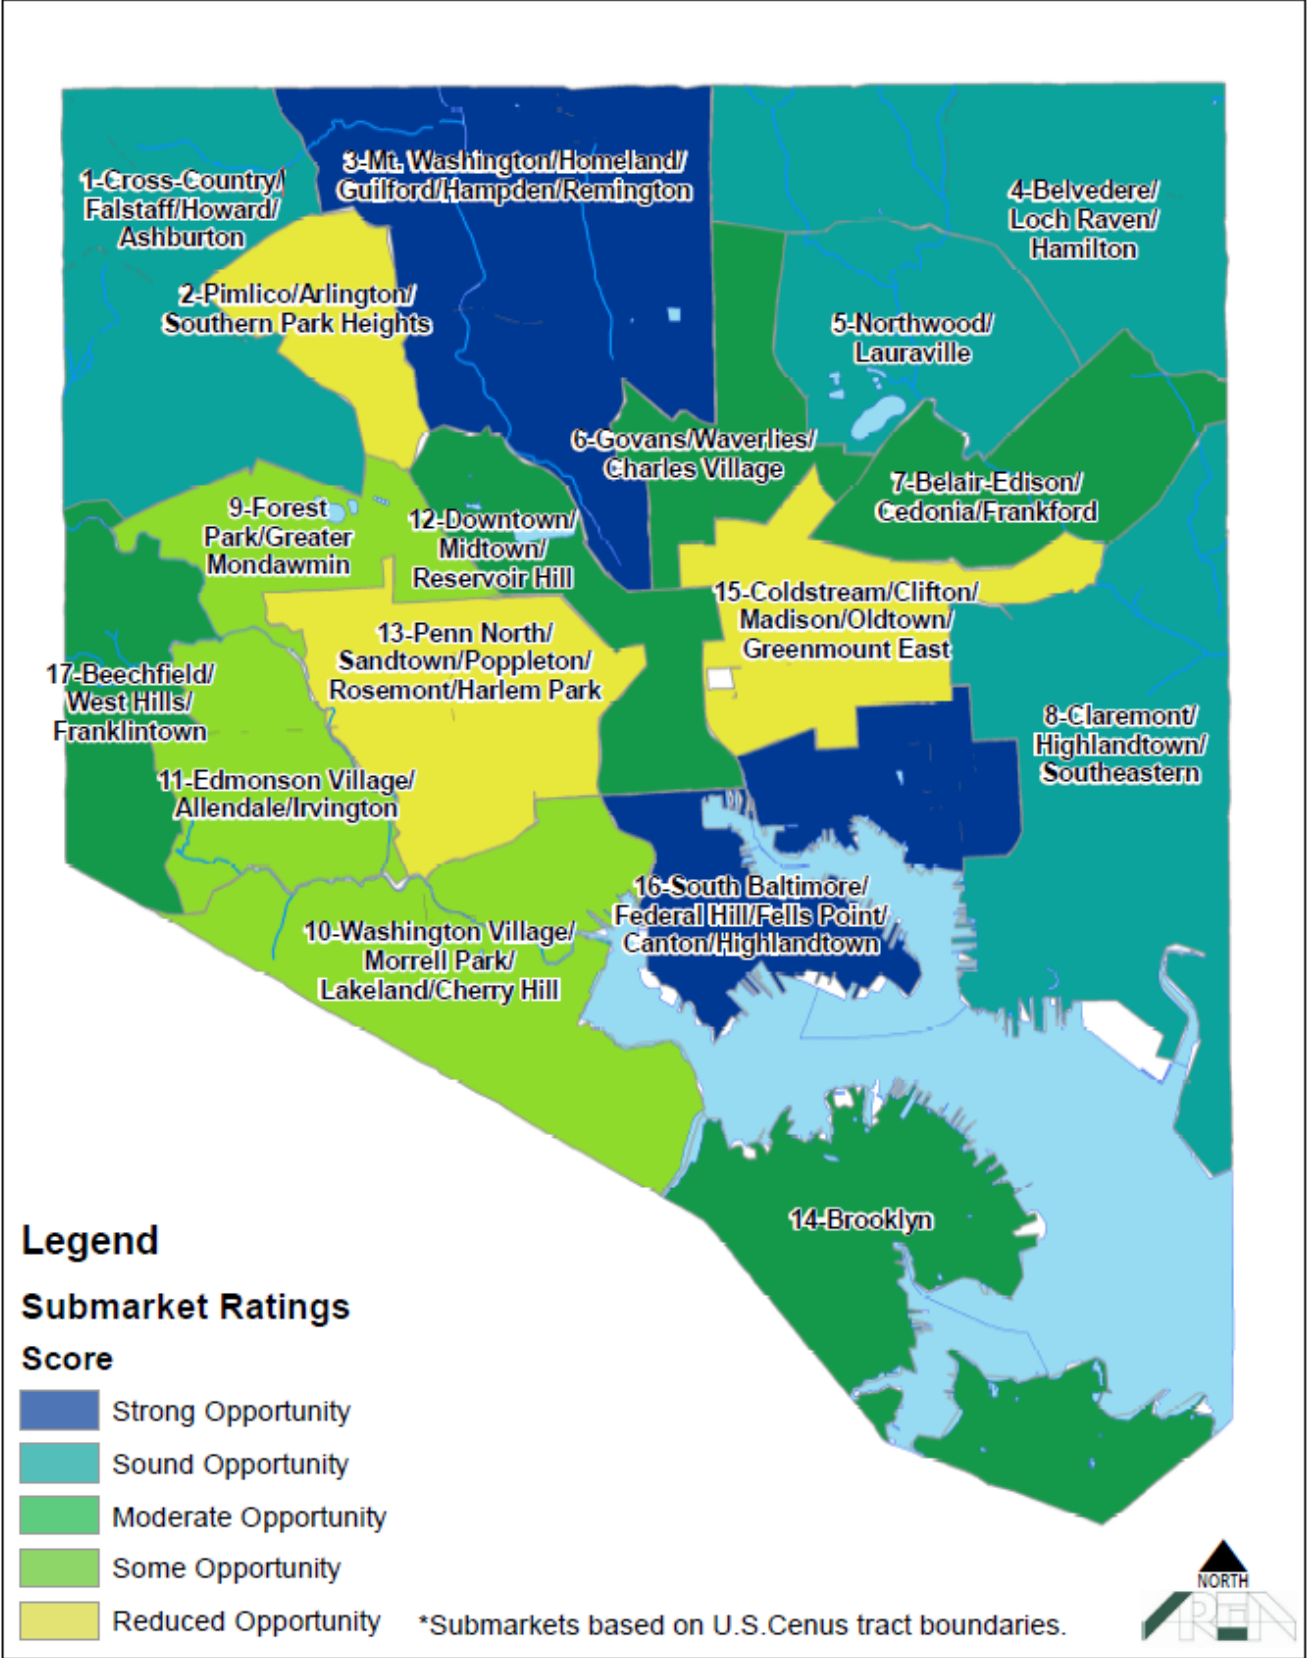 3-Mt. Washington/Homeland/
Guilford/Hampden/Remington
1-Cross-Country/
Falstaff/Howard/
Ashburton
4-Belvedere/
Loch Raven/
Hamilton
2-Pimlico/Arlington/
Southern Park Heights
5-Northwood/
Lauraville
6-Govans/Waverlies/
Charles Village
7-Belair-Edison/
Cedonia/Frankford
9-Forest
Park/Greater
Mondawmin
12-Downtown/
Midtown/
Reservoir Hill
15-Coldstream/Clifton/
Madison/Oldtown/
Greenmount East
13-Penn North/
Sandtown/Poppleton/
Rosemont/Harlem Park
17-Beechfield/
West Hills/
Franklintown
8-Claremont/
Highlandtown/
Southeastern
11-Edmonson Village/
Allendale/Irvington
16-South Baltimore/
Federal Hill/Fells Point/
Canton/Highlandtown
10-Washington Village/
Morrell Park/
Lakeland/Cherry Hill
14-Brooklyn
Legend
Submarket Ratings
Score
Strong Opportunity
Sound Opportunity
Moderate Opportunity
Some Opportunity
Reduced Opportunity
*Submarkets based on U.S.Cenus tract boundaries.
NORTH
AREA